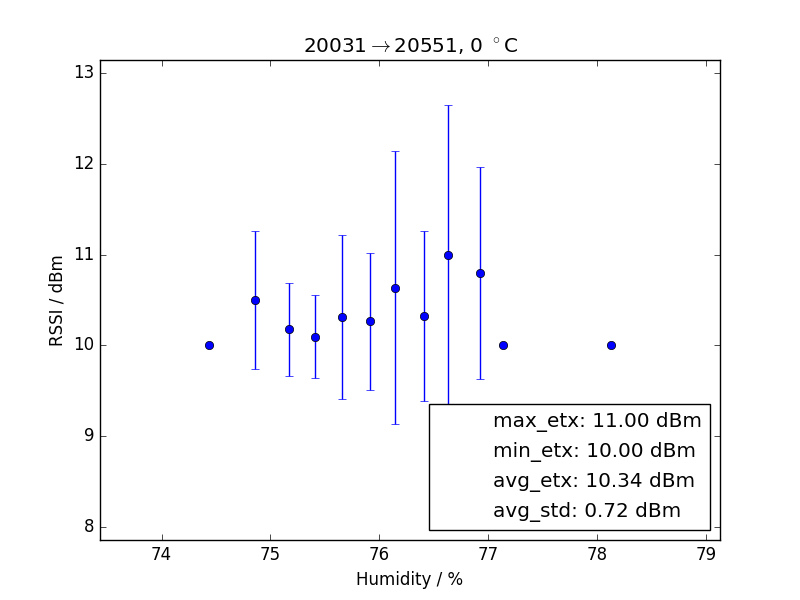 20031→20551, 0 °C
13
12
11
10
9
8
RSSI / dBm
max_etx: 11.00 dBm
min_etx: 10.00 dBm
avg_etx: 10.34 dBm
avg_std: 0.72 dBm
74 75 76 77 78 79
Humidity / %